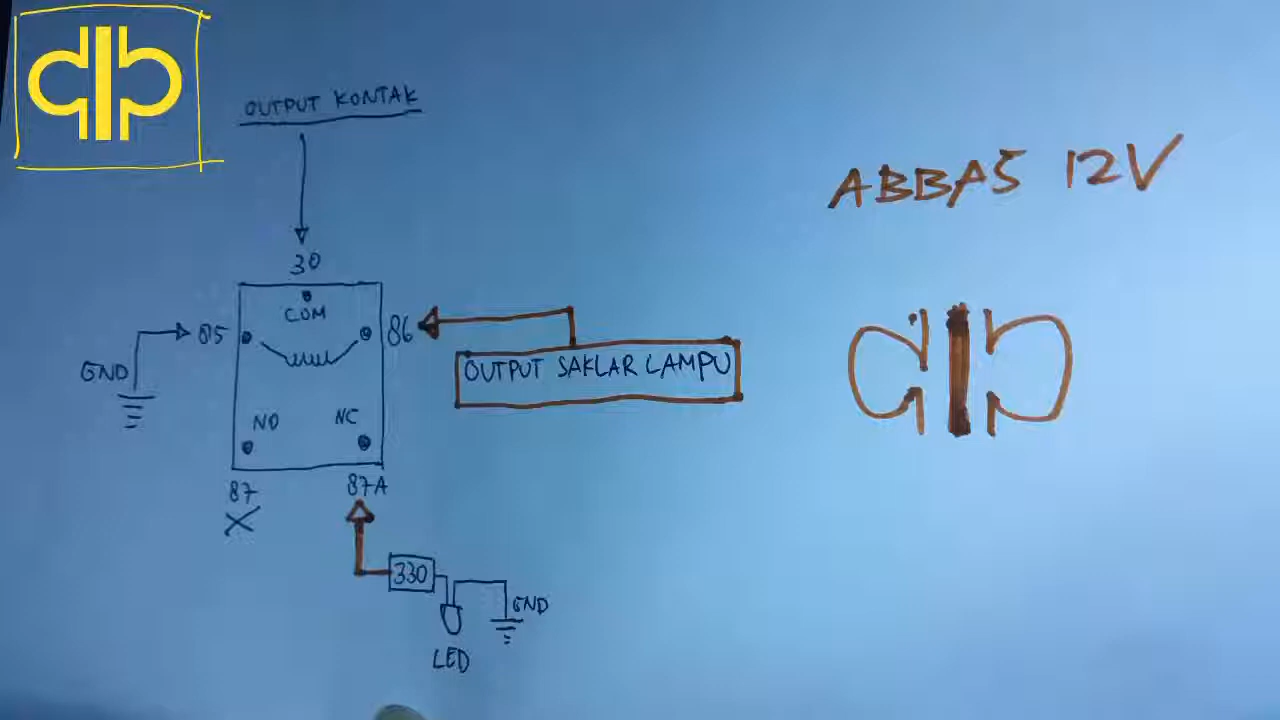 OUTPUT KONTAK
ABBAS 12V
30
COM
85
86
GND
OUTPUT SAKLAR LAMPU
NO
NC
87
87A
X
330
GND
LED